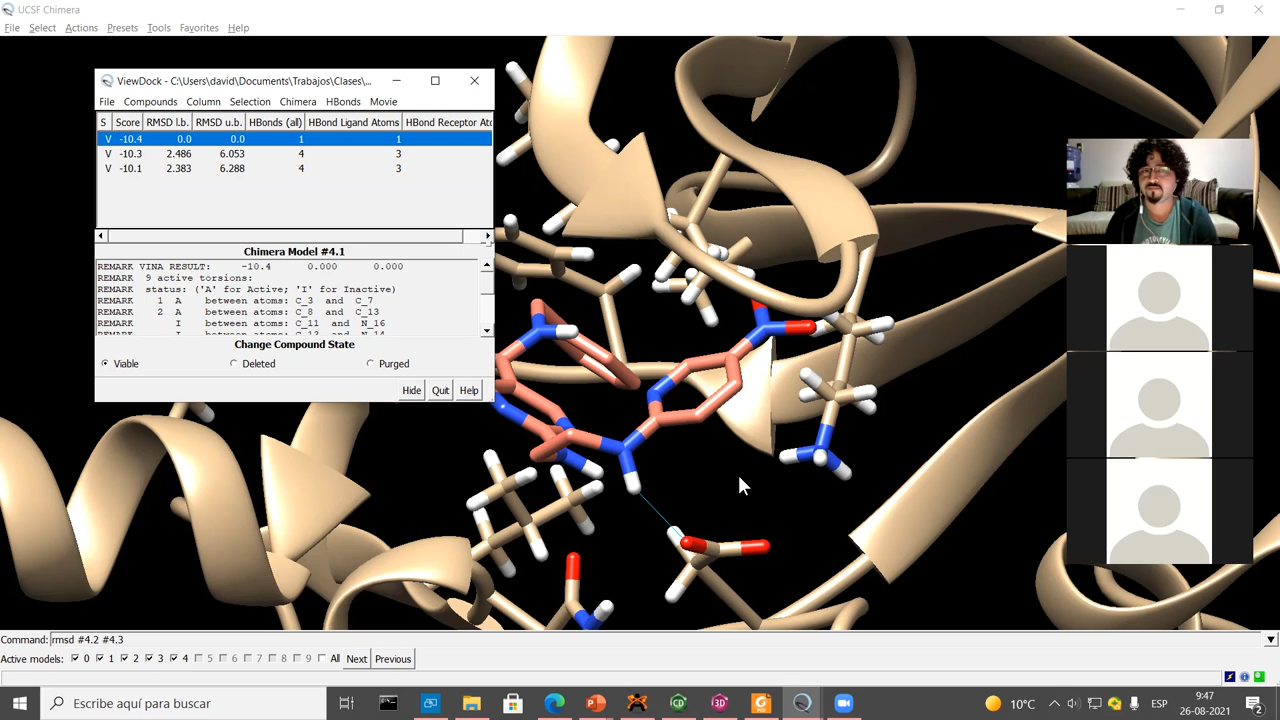 UCSF Chimera
File Select Actions Presets Tools Favorites Help
ViewDock - C:\Users\david\Documents\Trabajos\Clases\...
File Compounds Column Selection Chimera HBonds Movie
S Score RMSD l.b. RMSD u.b. HBonds (all) HBond Ligand Atoms HBond Receptor Ato
V -10.4 0.0 0.0 1 1
V -10.3 2.486 6.053 4 3
V -10.1 2.383 6.288 4 3
Chimera Model #4.1
REMARK VINA RESULT: -10.4 0.000 0.000
REMARK 9 active torsions:
REMARK status: ('A' for Active; 'I' for Inactive)
REMARK 1 A between atoms: C_3 and C_7
REMARK 2 A between atoms: C_8 and C_13
REMARK I between atoms: C_11 and N_16
REMARK I between atoms: C_13 and N_14
Change Compound State
Viable Deleted Purged
Hide Quit Help
Command: rmsd #4.2 #4.3
Active models: 0 1 2 3 4 5 6 7 8 9 All Next Previous
Escribe aquí para buscar
10°C ESP 9:47
26-08-2021 2